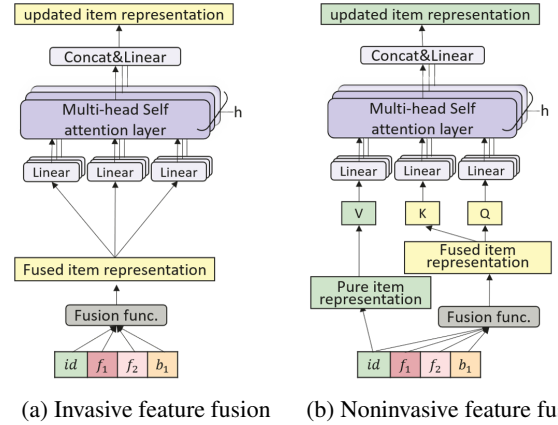 updated item representation
Concat&Linear
Multi-head Self
attention layer
h
Linear
Linear
Linear
Fused item representation
Fusion func.
id
f₁
f₂
b₁
(a) Invasive feature fusion
updated item representation
Concat&Linear
Multi-head Self
attention layer
h
Linear
Linear
Linear
V
K
Q
Fused item
representation
Pure item
representation
Fusion func.
id
f₁
f₂
b₁
(b) Noninvasive feature fu